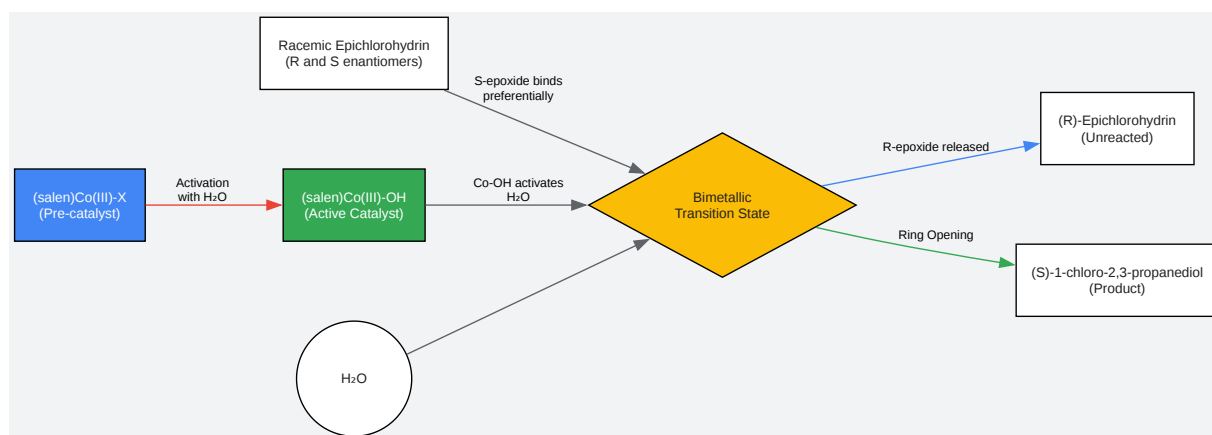 Racemic Epichlorohydrin
(R and S enantiomers)
S-epoxide binds
preferentially
(R)-Epichlorohydrin
(Unreacted)
R-epoxide released
(salen)Co(III)-X
(Pre-catalyst)
Activation
with H₂O
(salen)Co(III)-OH
(Active Catalyst)
Co-OH activates
H₂O
Bimetallic
Transition State
Ring Opening
(S)-1-chloro-2,3-propanediol
(Product)
H₂O